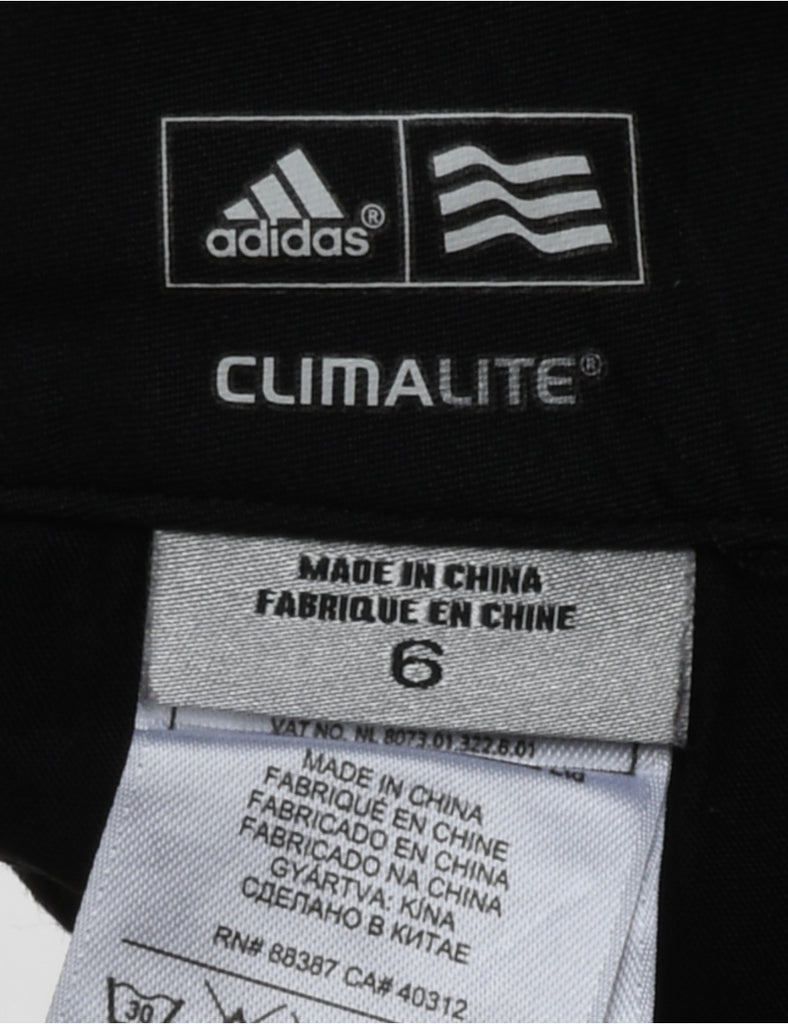 adidas®
CLIMALITE®
MADE IN CHINA
FABRIQUE EN CHINE
6
VAT NO. NL 8073.01.322.B.01
Ltd
MADE IN CHINA
FABRIQUÉ EN CHINE
FABRICADO EN CHINA
FABRICADO NA CHINA
GYÁRTVA: KÍNA
СДЕЛАНО В КИТАЕ
RN# 88387 CA# 40312
30